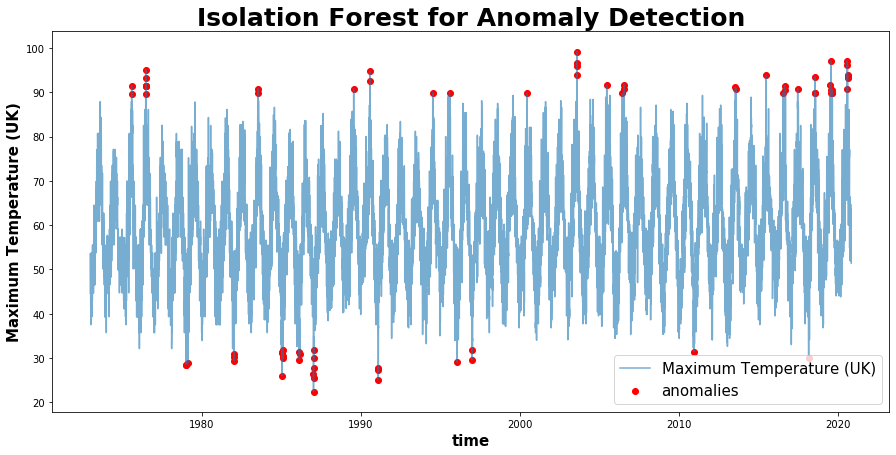 Isolation Forest for Anomaly Detection
100
90
80
70
60
50
40
30
20
Maximum Temperature (UK)
Maximum Temperature (UK)
anomalies
1980 1990 2000 2010 2020
time